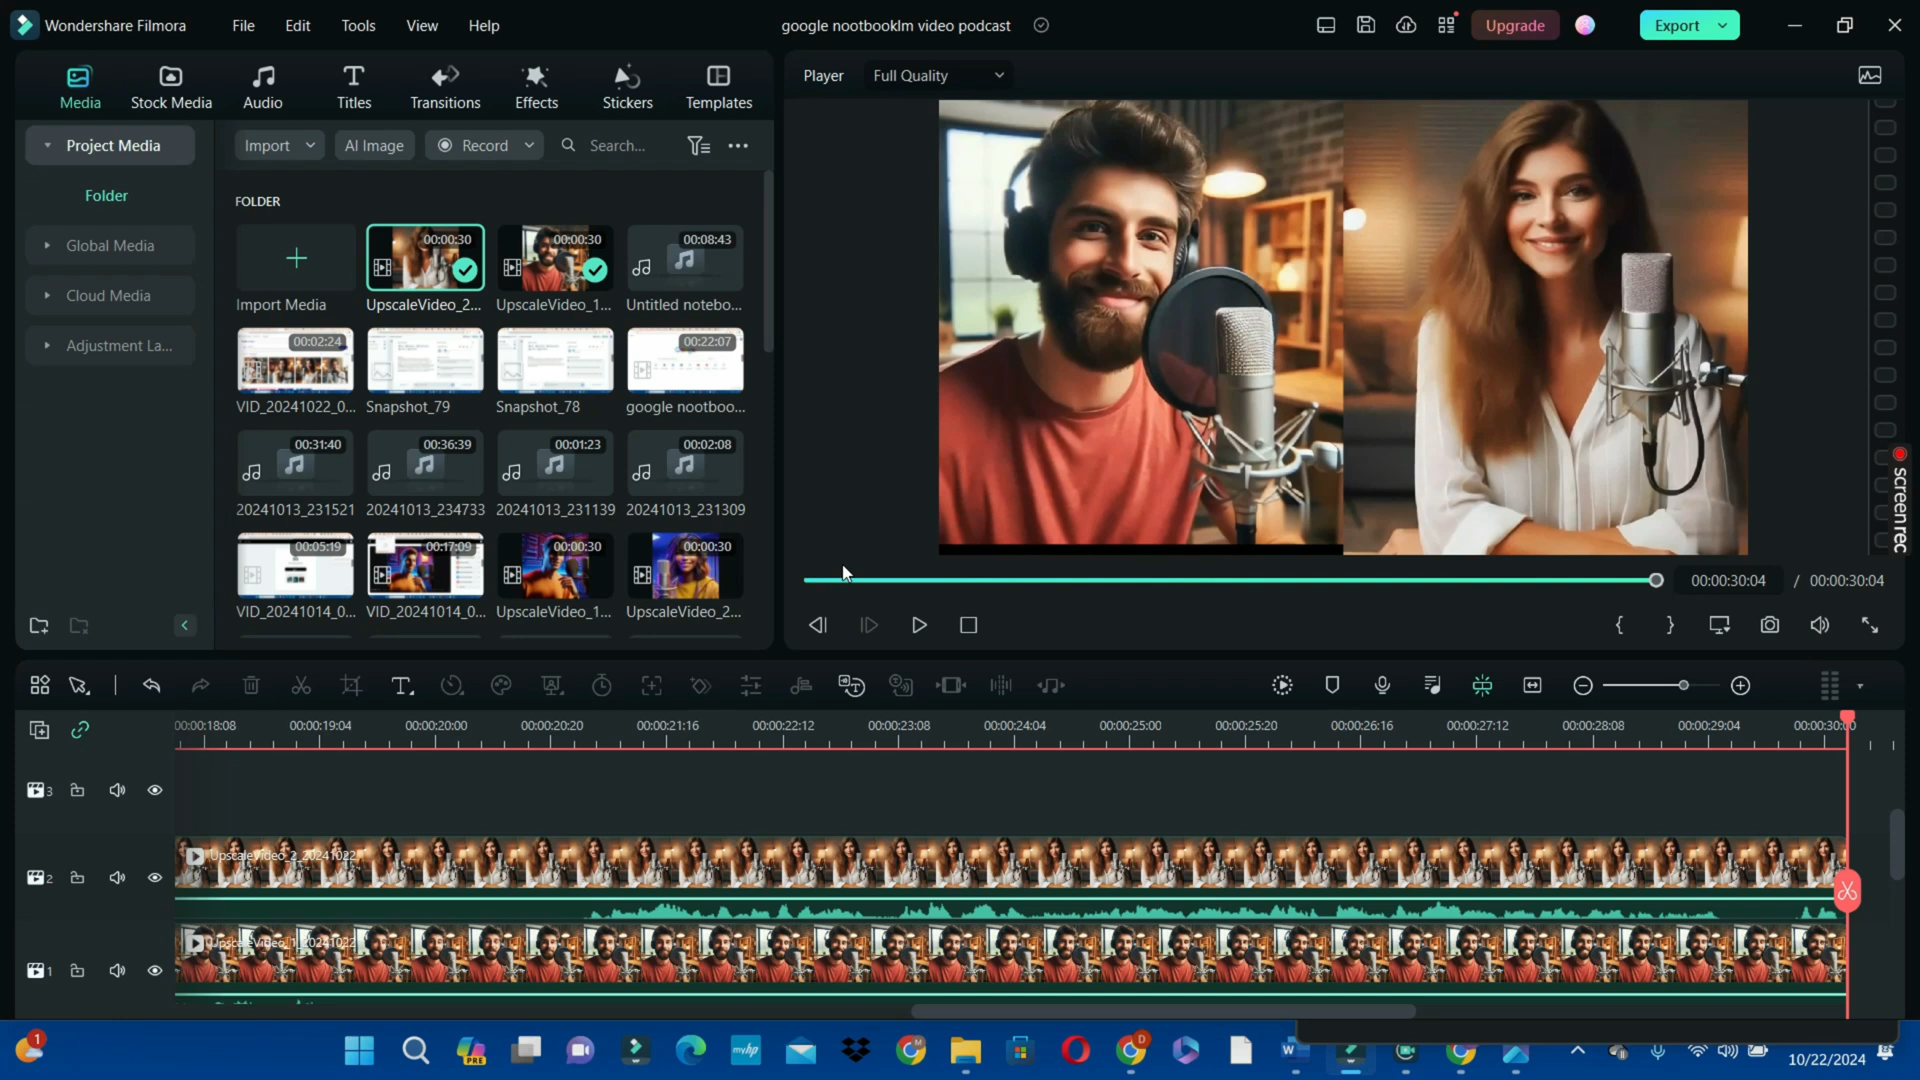 Wondershare Filmora
File
Edit
Tools
View
Help
google nootbooklm video podcast
Upgrade
Export
Media
Stock Media
Audio
Titles
Transitions
Effects
Stickers
Templates
Player
Full Quality
Project Media
Import
AI Image
Record
Search...
Folder
FOLDER
Global Media
Cloud Media
Adjustment La...
00:00:30
00:00:30
00:08:43
Import Media
UpscaleVideo_2...
UpscaleVideo_1...
Untitled notebo...
00:02:24
00:22:07
VID_20241022_0...
Snapshot_79
Snapshot_78
google nootboo...
00:31:40
00:36:39
00:01:23
00:02:08
20241013_231521
20241013_234733
20241013_231139
20241013_231309
00:05:19
00:17:09
00:00:30
00:00:30
VID_20241014_0...
VID_20241014_0...
UpscaleVideo_1...
UpscaleVideo_2...
screenrec
00:00:30:04 / 00:00:30:04
{ }
00:00:18:08
00:00:19:04
00:00:20:00
00:00:20:20
00:00:21:16
00:00:22:12
00:00:23:08
00:00:24:04
00:00:25:00
00:00:25:20
00:00:26:16
00:00:27:12
00:00:28:08
00:00:29:04
00:00:30:00
3
UpscaleVideo_2_20241022
2
UpscaleVideo_1_20241022
1
1
PRE
myhp
M
D
W
10/22/2024